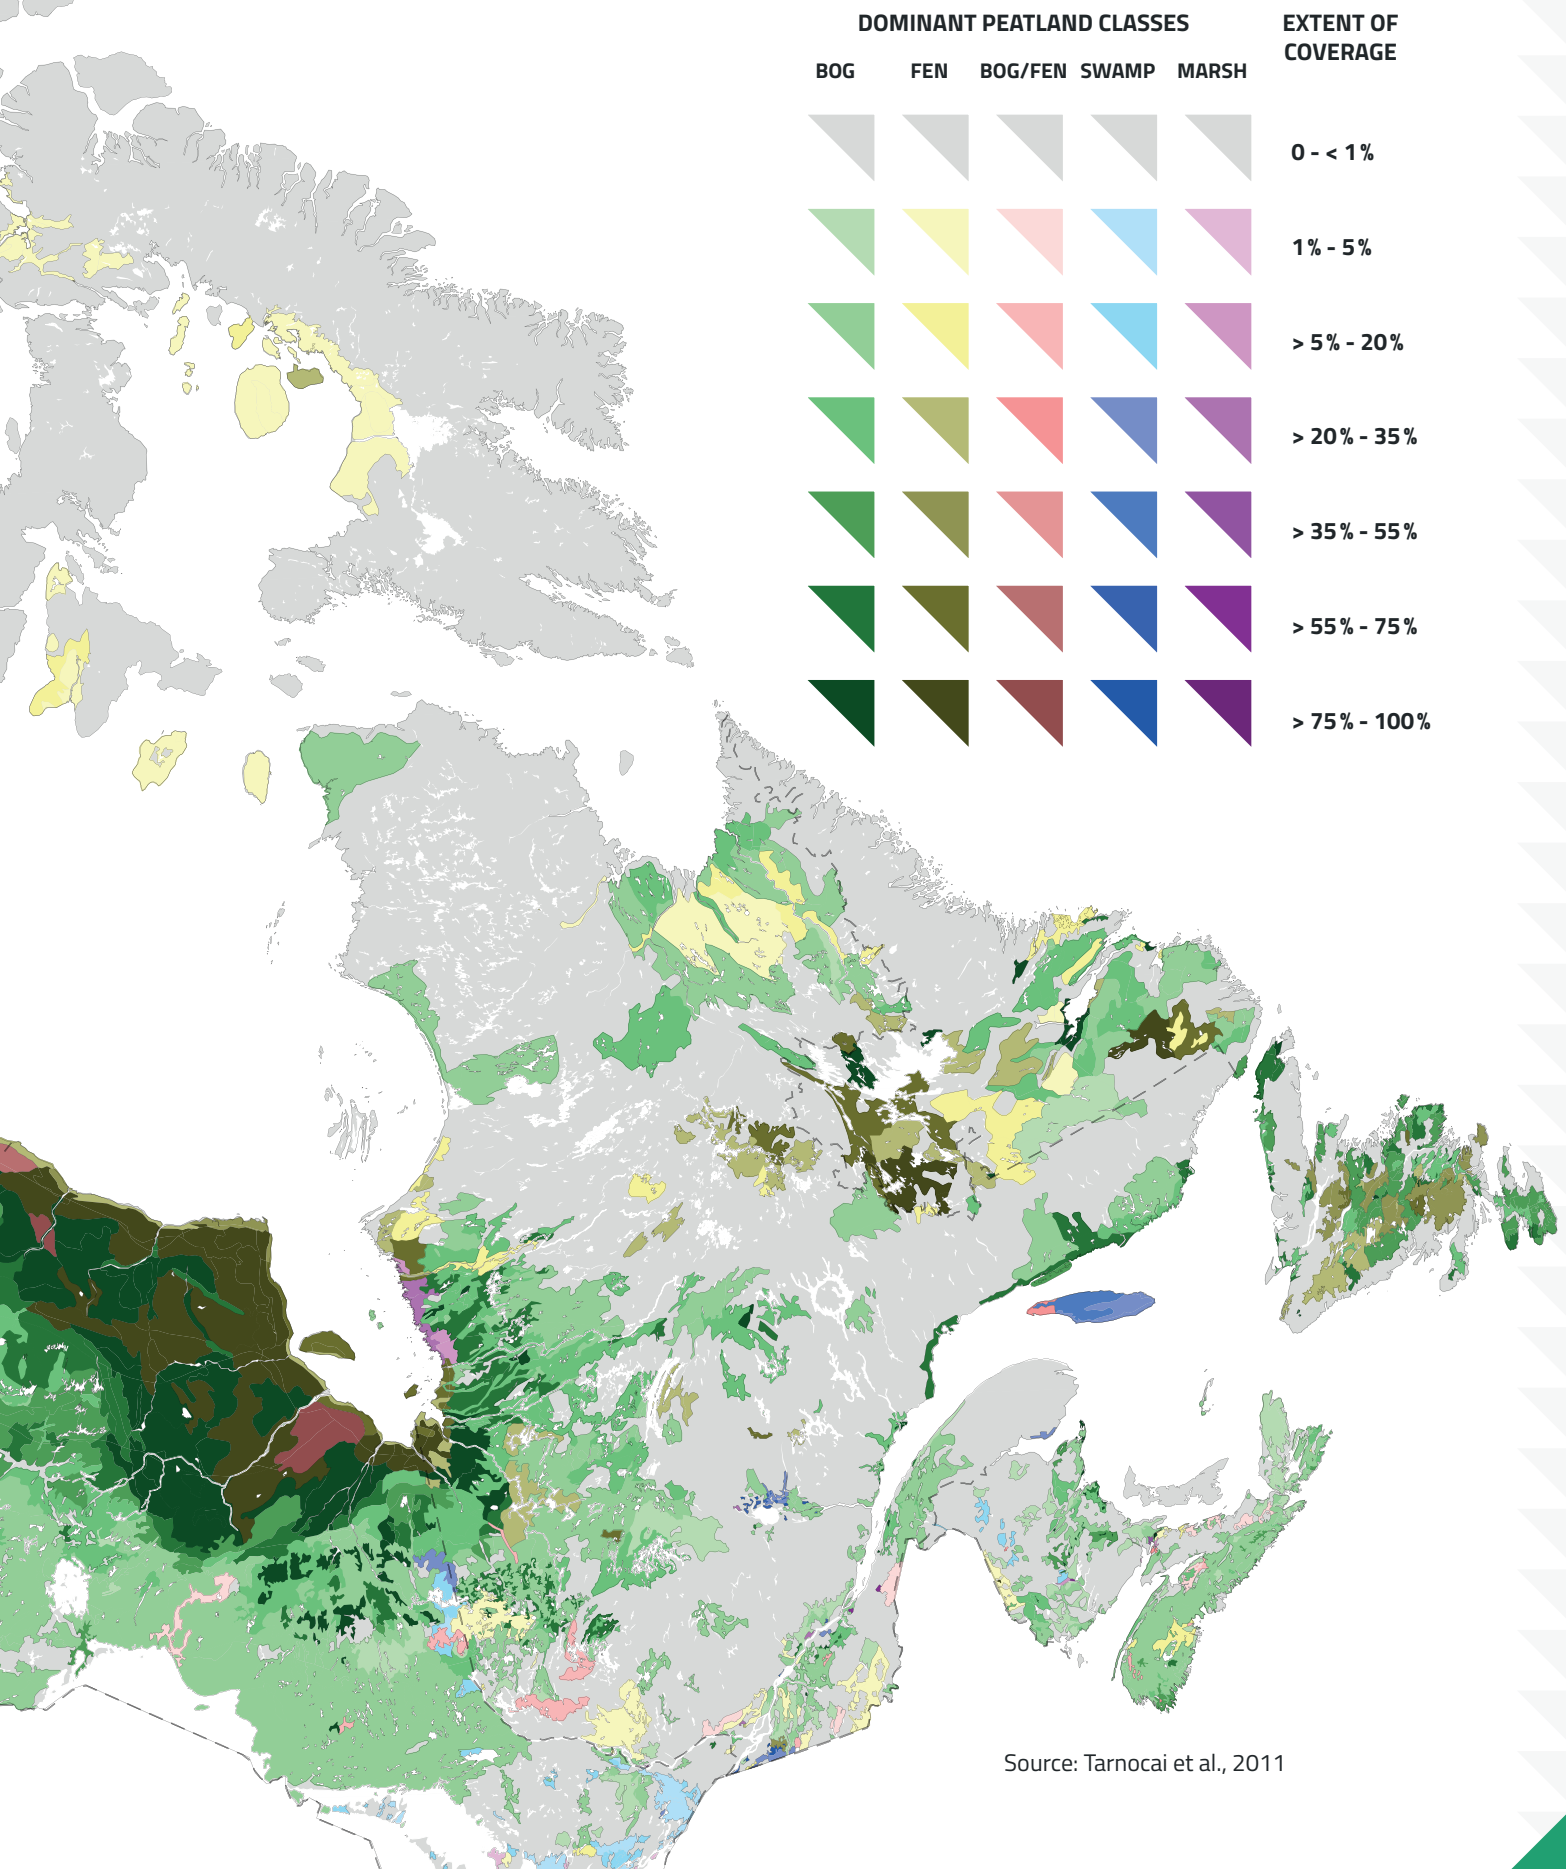 DOMINANT PEATLAND CLASSES
EXTENT OF
COVERAGE
BOG FEN BOG/FEN SWAMP MARSH
0 - < 1%
1% - 5%
> 5% - 20%
> 20% - 35%
> 35% - 55%
> 55% - 75%
> 75% - 100%
Source: Tarnocai et al., 2011